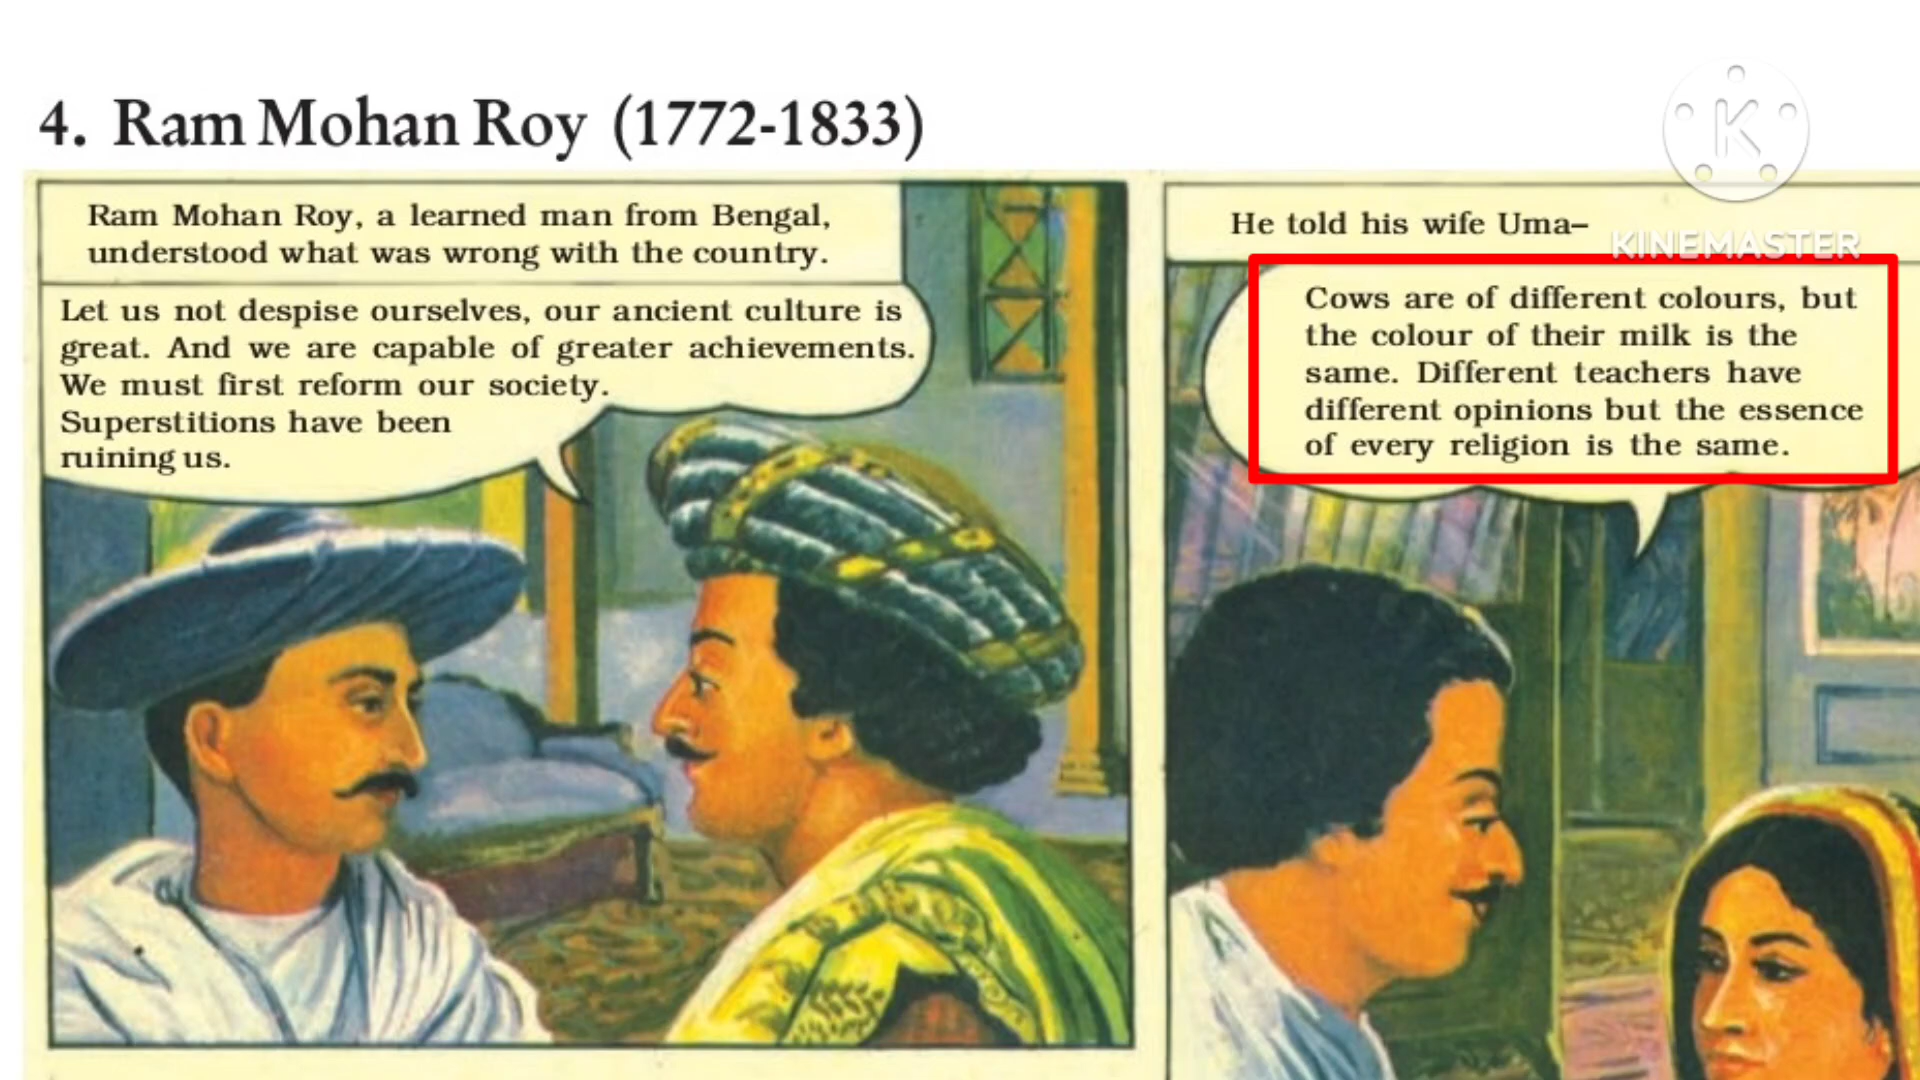 4. Ram Mohan Roy (1772-1833)
Ram Mohan Roy, a learned man from Bengal,
understood what was wrong with the country.
Let us not despise ourselves, our ancient culture is
great. And we are capable of greater achievements.
We must first reform our society.
Superstitions have been
ruining us.
He told his wife Uma–
Cows are of different colours, but
the colour of their milk is the
same. Different teachers have
different opinions but the essence
of every religion is the same.
K
KINEMASTER